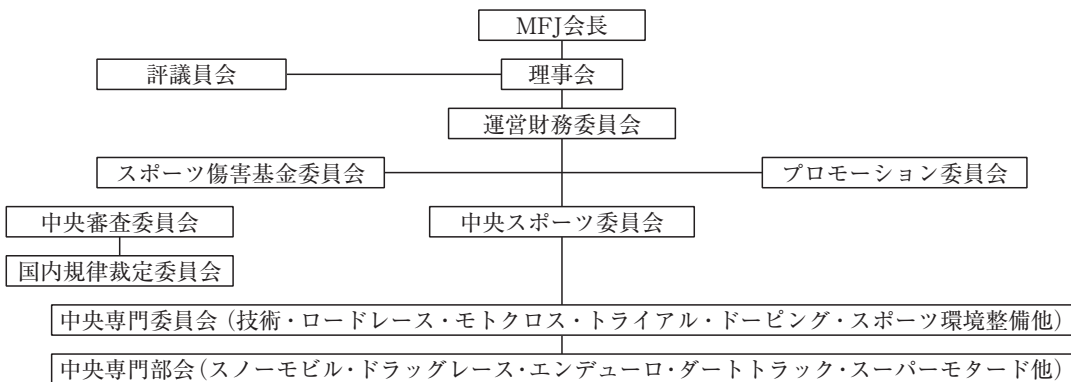 MFJ会長
評議員会
理事会
運営財務委員会
スポーツ傷害基金委員会
プロモーション委員会
中央審査委員会
中央スポーツ委員会
国内規律裁定委員会
中央専門委員会（技術・ロードレース・モトクロス・トライアル・ドーピング・スポーツ環境整備他）
中央専門部会（スノーモビル・ドラッグレース・エンデューロ・ダートトラック・スーパーモタード他）